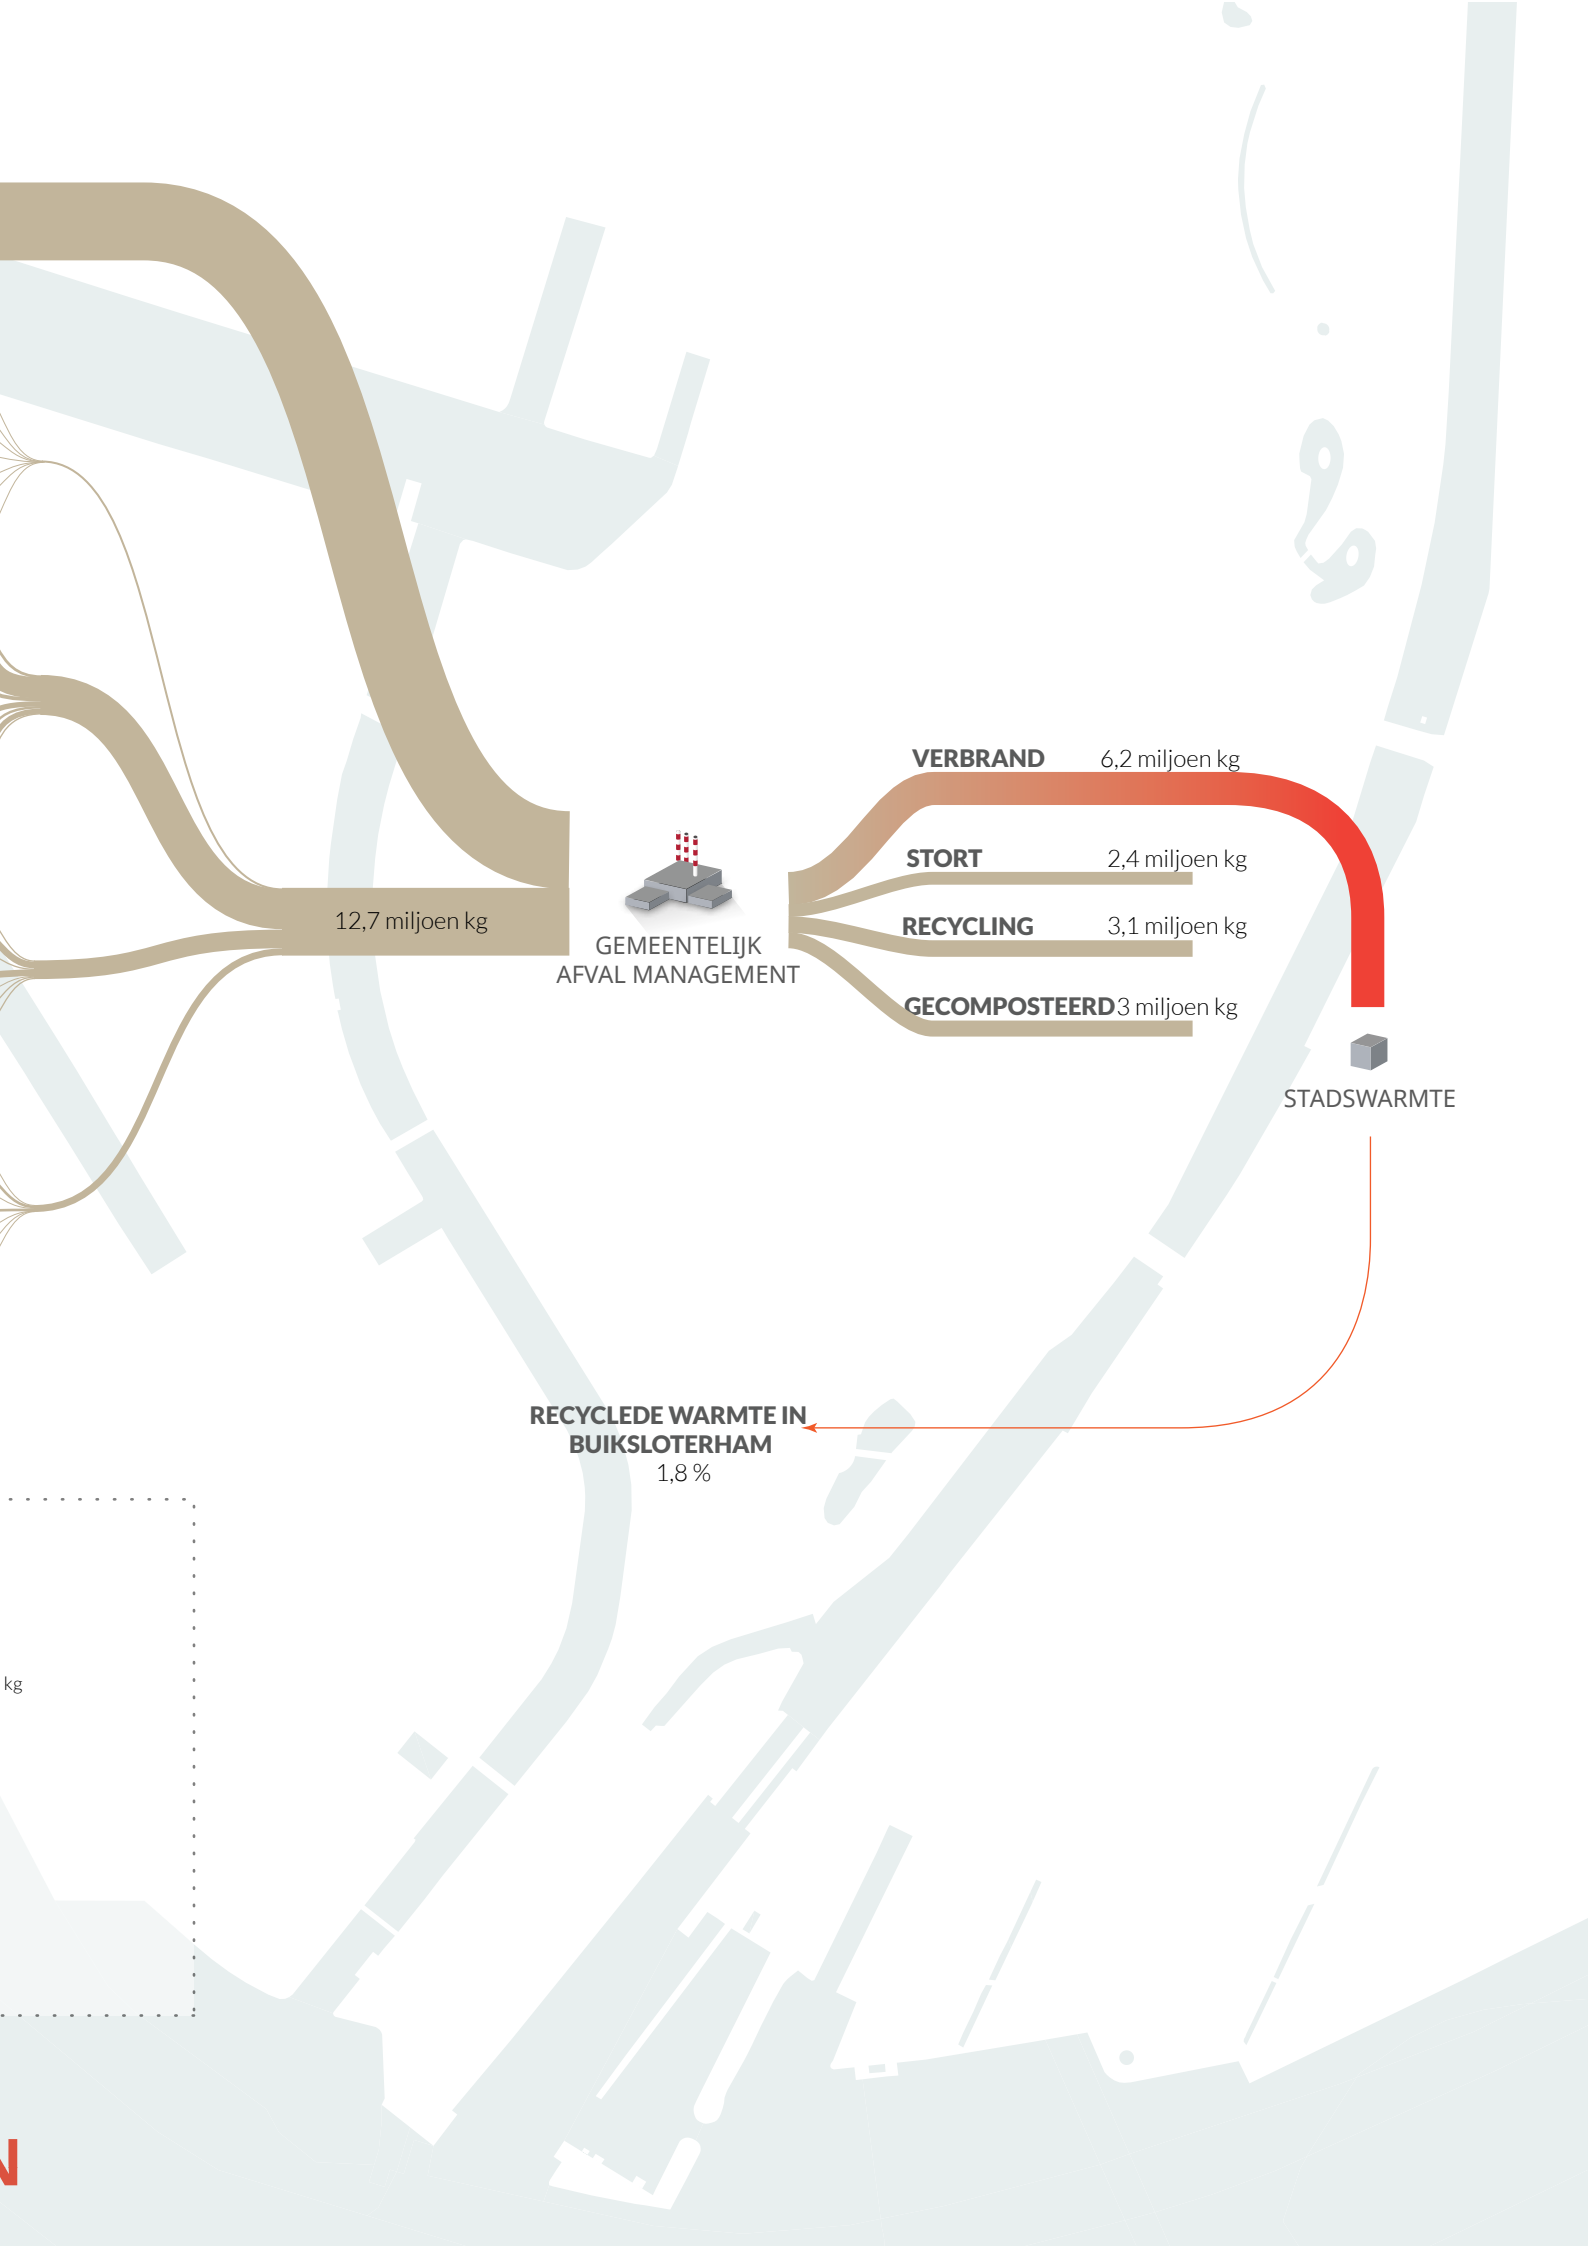 VERBRAND 6,2 miljoen kg
STORT 2,4 miljoen kg
12,7 miljoen kg
RECYCLING 3,1 miljoen kg
GEMEENTELIJK
AFVAL MANAGEMENT
GECOMPOSTEERD 3 miljoen kg
STADSWARMTE
RECYCLEDE WARMTE IN
BUIKSLOTERHAM
1,8 %
kg
N